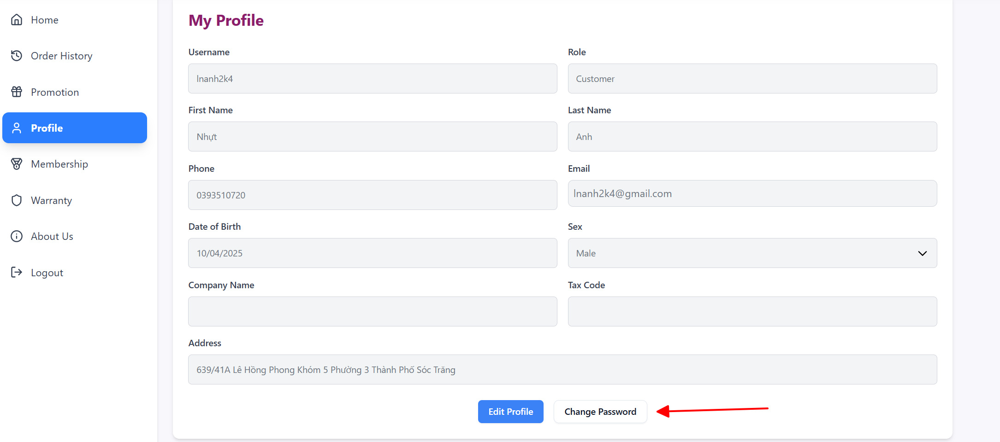 Home
Order History
Promotion
Profile
Membership
Warranty
About Us
Logout
My Profile
Username
Role
lnanh2k4
Customer
First Name
Last Name
Nhựt
Anh
Phone
Email
0393510720
lnanh2k4@gmail.com
Date of Birth
Sex
10/04/2025
Male
Company Name
Tax Code
Address
639/41A Lê Hồng Phong Khóm 5 Phường 3 Thành Phố Sóc Trăng
Edit Profile
Change Password